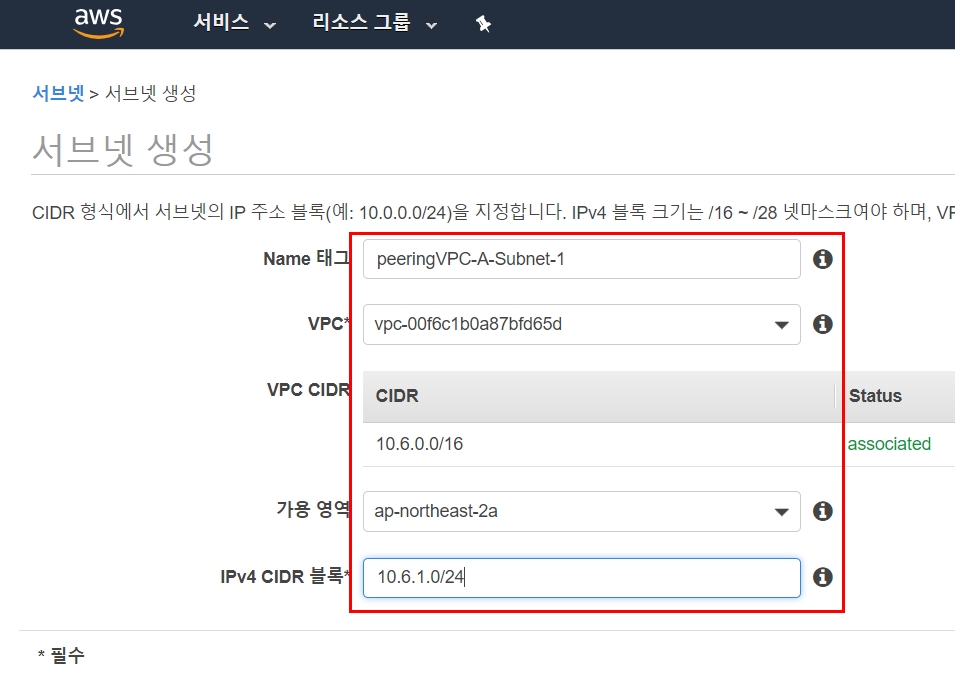 aws 서비스 리소스 그룹
서브넷 > 서브넷 생성
서브넷 생성
CIDR 형식에서 서브넷의 IP 주소 블록(예: 10.0.0.0/24)을 지정합니다. IPv4 블록 크기는 /16 ~ /28 넷마스크여야 하며, VP
Name 태그 peeringVPC-A-Subnet-1
VPC* vpc-00f6c1b0a87bfd65d
VPC CIDR CIDR Status
10.6.0.0/16 associated
가용 영역 ap-northeast-2a
IPv4 CIDR 블록* 10.6.1.0/24
* 필수